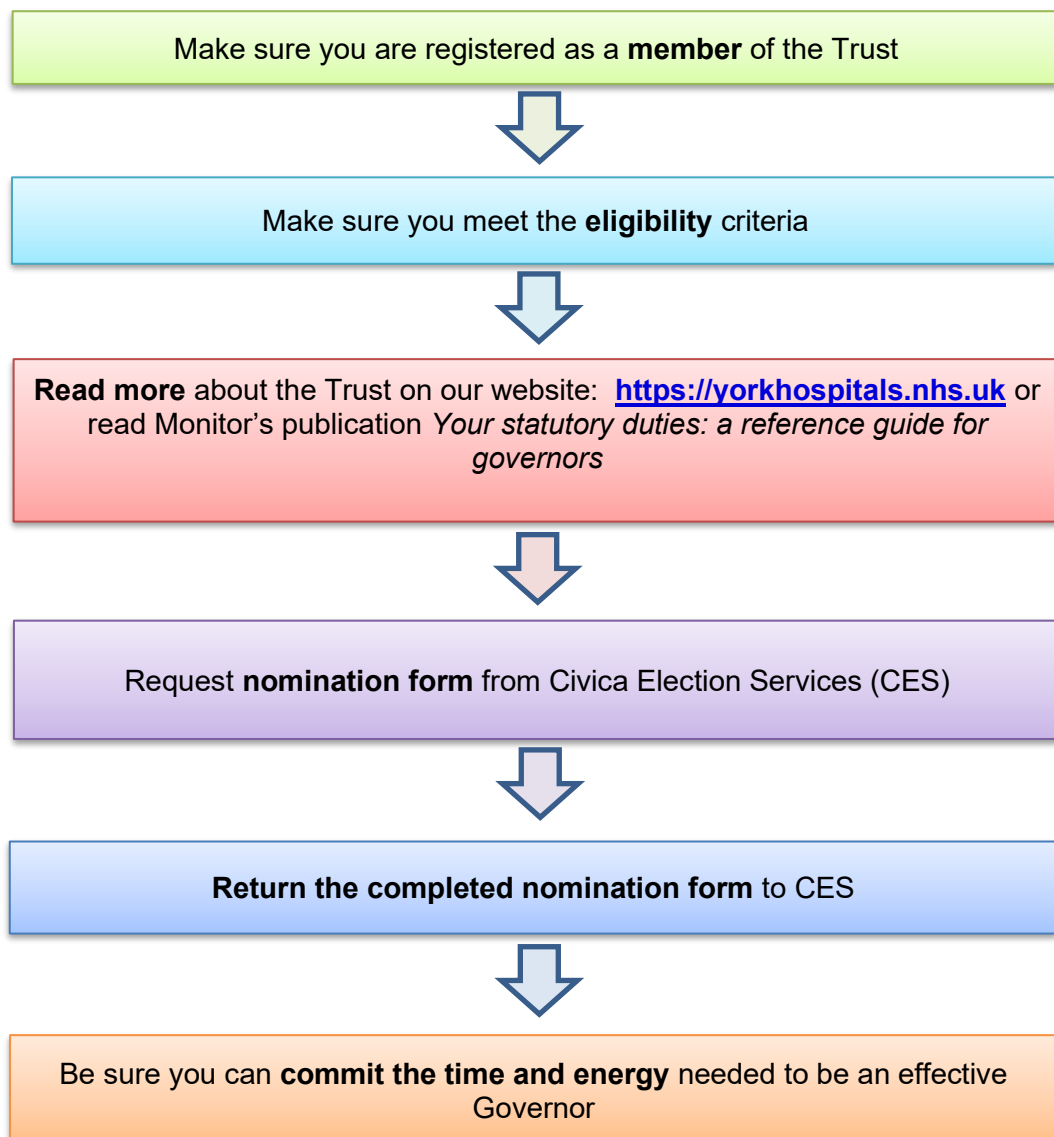 Make sure you are registered as a member of the Trust
Make sure you meet the eligibility criteria
Read more about the Trust on our website:  https://yorkhospitals.nhs.uk or
read Monitor’s publication Your statutory duties: a reference guide for
governors
Request nomination form from Civica Election Services (CES)
Return the completed nomination form to CES
Be sure you can commit the time and energy needed to be an effective
Governor